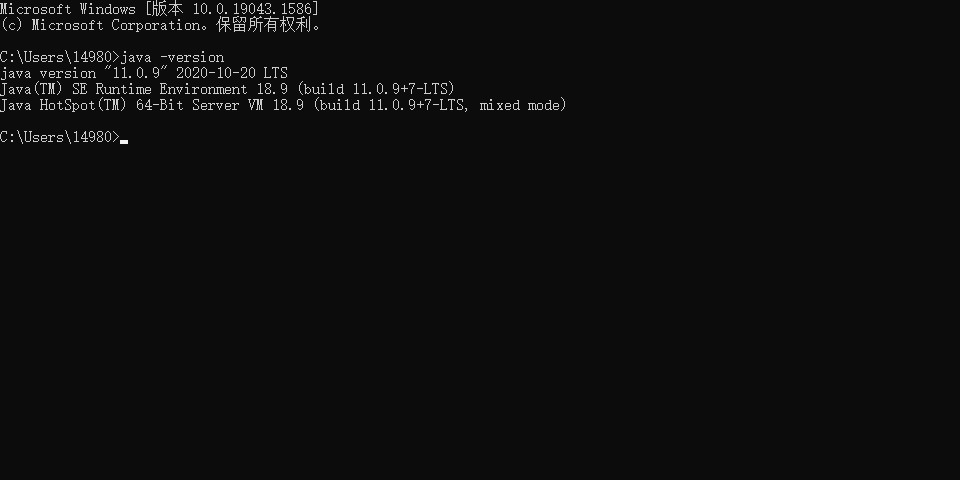 Microsoft Windows [版本 10.0.19043.1586]
(c) Microsoft Corporation。保留所有权利。
C:\Users\14980>java -version
java version "11.0.9" 2020-10-20 LTS
Java(TM) SE Runtime Environment 18.9 (build 11.0.9+7-LTS)
Java HotSpot(TM) 64-Bit Server VM 18.9 (build 11.0.9+7-LTS, mixed mode)
C:\Users\14980>